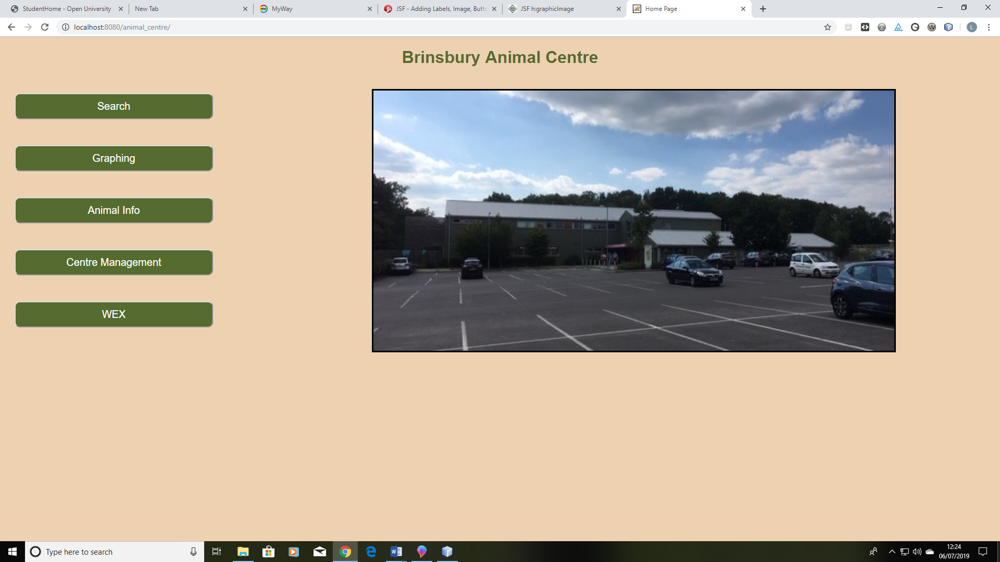 StudentHome - Open University
New Tab
MyWay
JSF - Adding Labels, Image, Butto
JSF h:graphicImage
Home Page
localhost:8080/animal_centre/
L
Brinsbury Animal Centre
Search
Graphing
Animal Info
Centre Management
WEX
Type here to search
12:24
06/07/2019